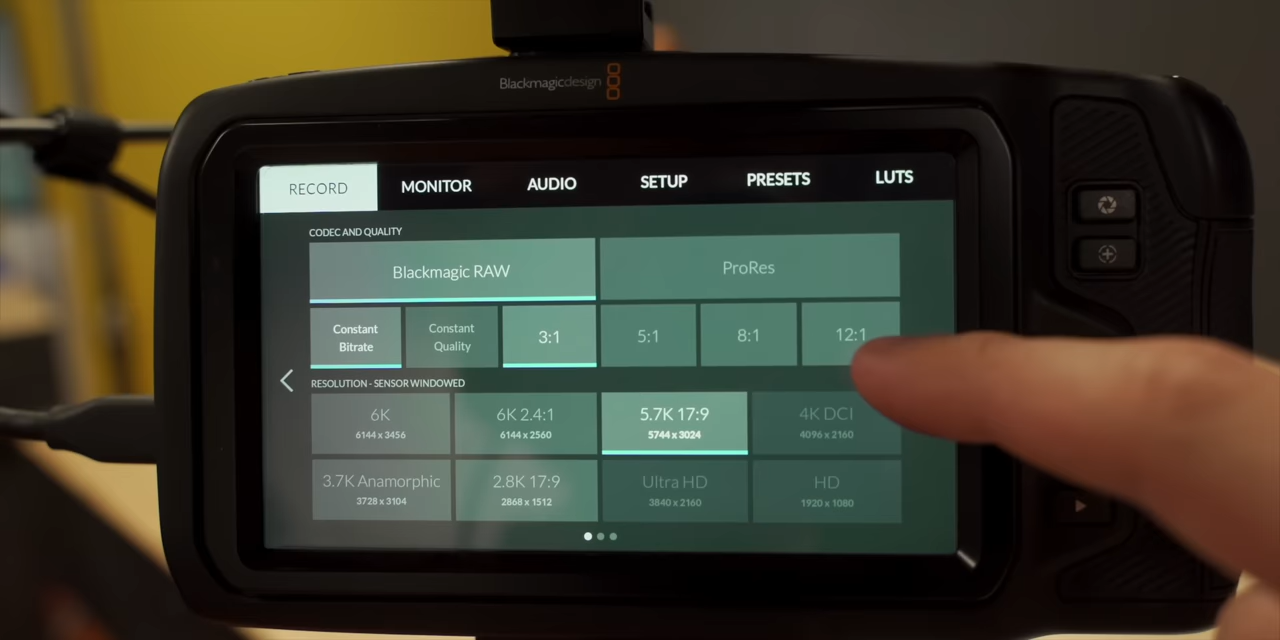 Blackmagicdesign
RECORD MONITOR AUDIO SETUP PRESETS LUTS
CODEC AND QUALITY
Blackmagic RAW ProRes
Constant
Bitrate
Constant
Quality
3:1 5:1 8:1 12:1
RESOLUTION - SENSOR WINDOWED
6K
6144 x 3456
6K 2.4:1
6144 x 2560
5.7K 17:9
5744 x 3024
4K DCI
4096 x 2160
3.7K Anamorphic
3728 x 3104
2.8K 17:9
2868 x 1512
Ultra HD
3840 x 2160
HD
1920 x 1080